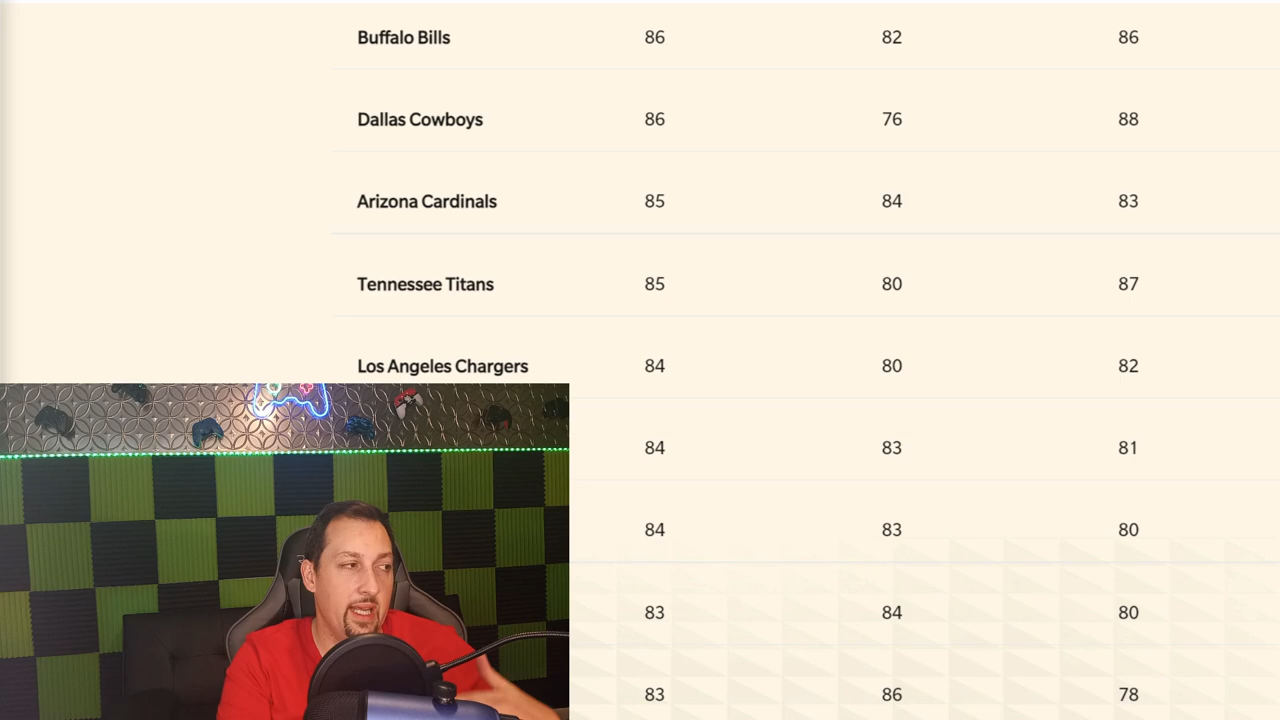 Buffalo Bills 86 82 86
Dallas Cowboys 86 76 88
Arizona Cardinals 85 84 83
Tennessee Titans 85 80 87
Los Angeles Chargers 84 80 82
84 83 81
84 83 80
83 84 80
83 86 78